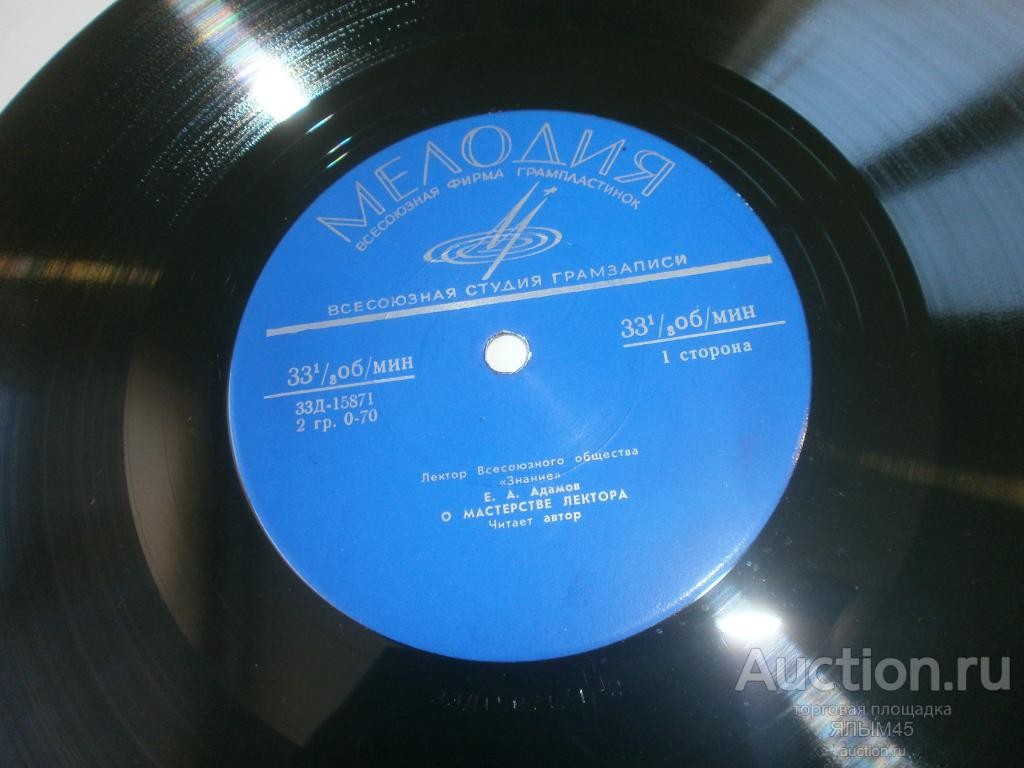 МЕЛОДИЯ
ВСЕСОЮЗНАЯ ФИРМА ГРАМПЛАСТИНОК
ВСЕСОЮЗНАЯ СТУДИЯ ГРАМЗАПИСИ
33¹/₃об/мин
33Д-15871
2 гр. 0-70
33¹/₃об/мин
1 сторона
Лектор Всесоюзного общества
«Знание»
Е. А. Адамов
О МАСТЕРСТВЕ ЛЕКТОРА
Читает автор
Auction.ru
торговая площадка
ЯЛЫМ45
auction.ru